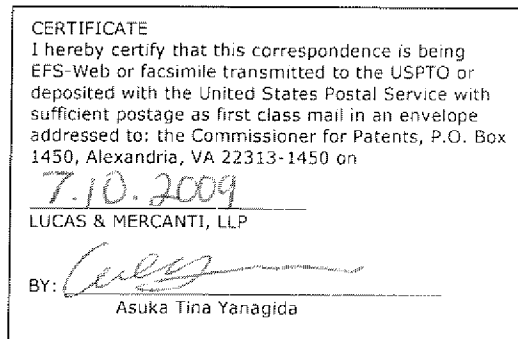 CERTIFICATE
I hereby certify that this correspondence is being
EFS-Web or facsimile transmitted to the USPTO or
deposited with the United States Postal Service with
sufficient postage as first class mail in an envelope
addressed to: the Commissioner for Patents, P.O. Box
1450, Alexandria, VA 22313-1450 on
7.10.2009
LUCAS & MERCANTI, LLP
BY:
Asuka Tina Yanagida